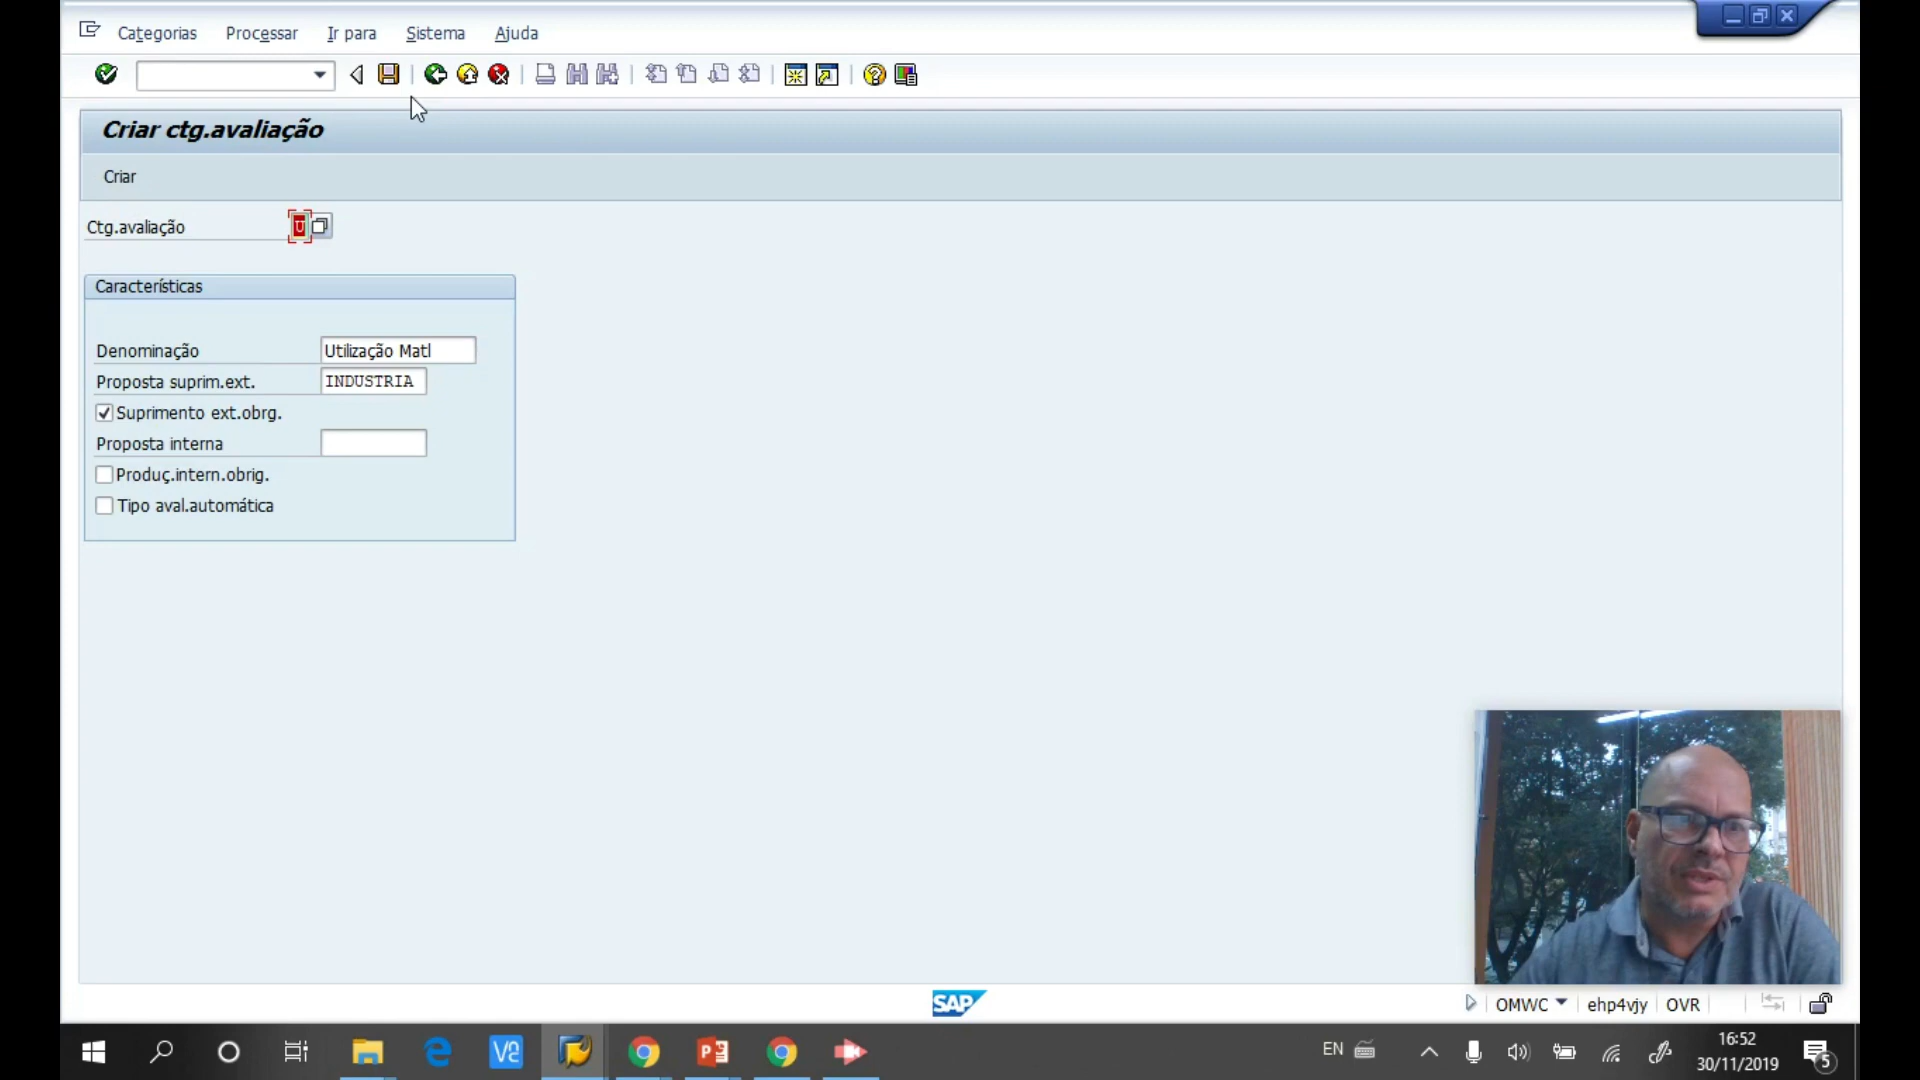 Categorias Processar Ir para Sistema Ajuda
Criar ctg.avaliação
Criar
Ctg.avaliação U
Características
Denominação Utilização Matl
Proposta suprim.ext. INDUSTRIA
Suprimento ext.obrg.
Proposta interna
Produç.intern.obrig.
Tipo aval.automática
SAP OMWC ehp4vjy OVR
EN 16:52
30/11/2019 5